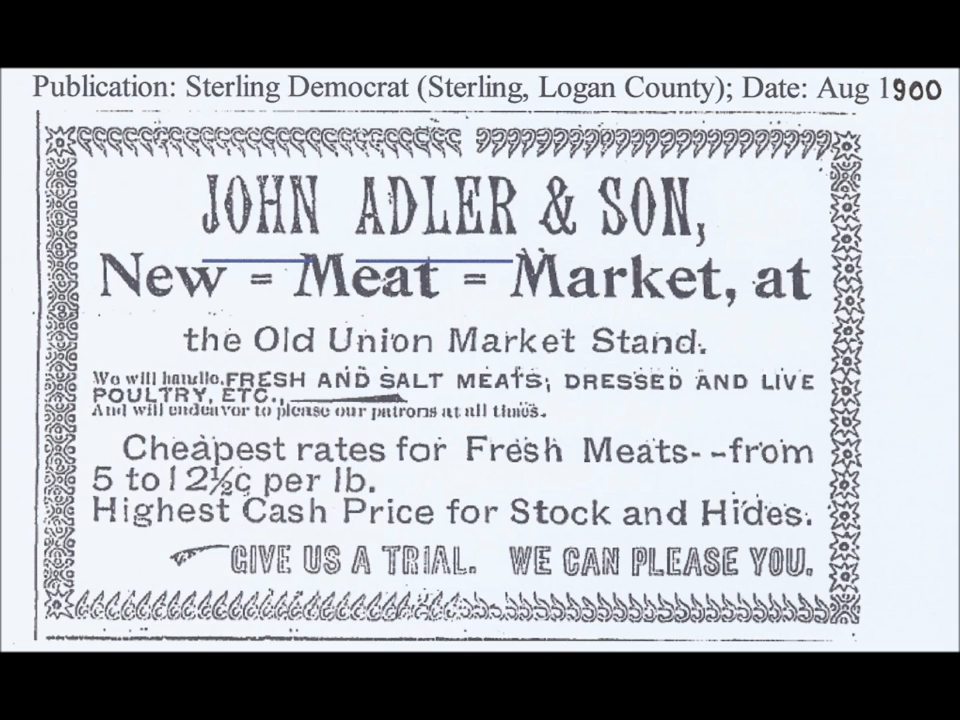 Publication: Sterling Democrat (Sterling, Logan County); Date: Aug 1900
JOHN ADLER & SON,
New = Meat = Market, at
the Old Union Market Stand.
We will handle FRESH AND SALT MEATS, DRESSED AND LIVE
POULTRY, ETC.,
And will endeavor to please our patrons at all times.
Cheapest rates for Fresh Meats--from
5 to 12½c per lb.
Highest Cash Price for Stock and Hides.
GIVE US A TRIAL. WE CAN PLEASE YOU.